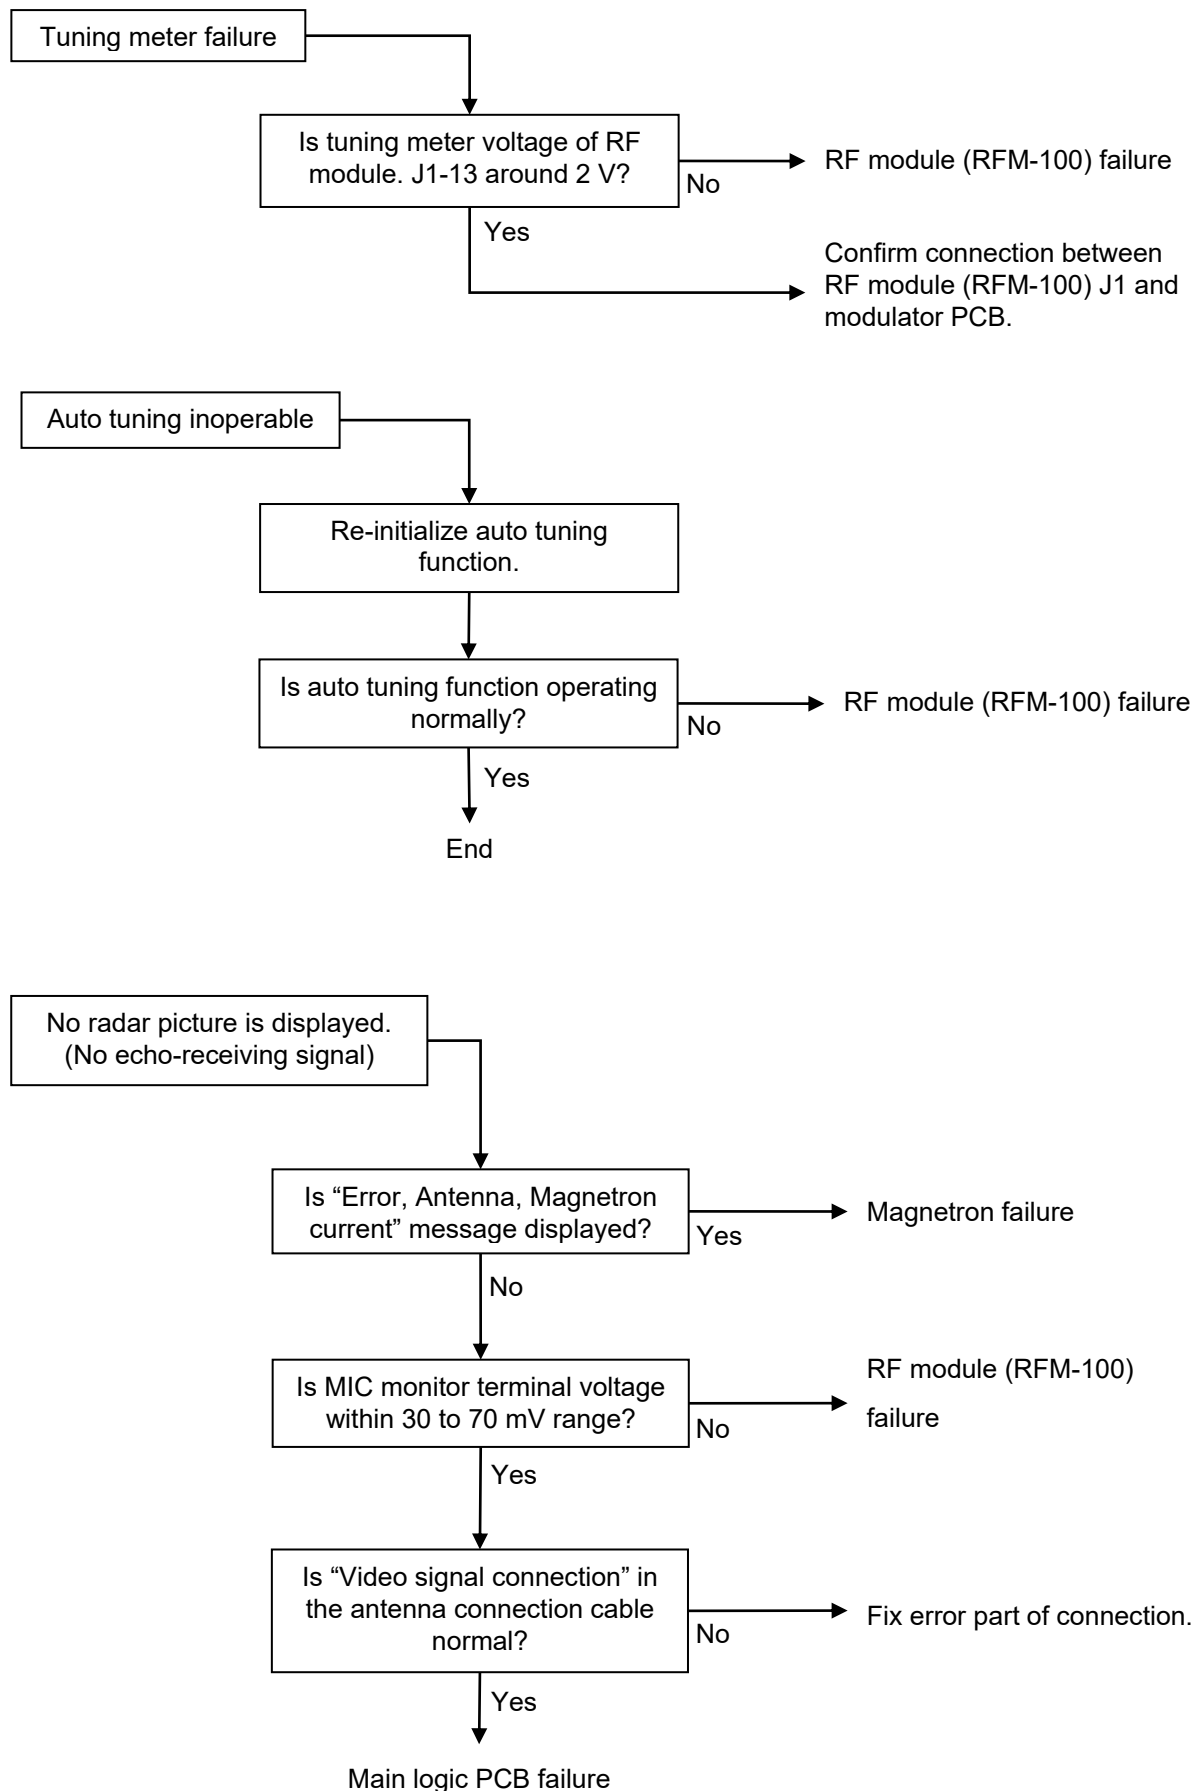 Tuning meter failure
Is tuning meter voltage of RF
module. J1-13 around 2 V?
No
RF module (RFM-100) failure
Yes
Confirm connection between
RF module (RFM-100) J1 and
modulator PCB.
Auto tuning inoperable
Re-initialize auto tuning
function.
Is auto tuning function operating
normally?
No
RF module (RFM-100) failure
Yes
End
No radar picture is displayed.
(No echo-receiving signal)
Is “Error, Antenna, Magnetron
current” message displayed?
Yes
Magnetron failure
No
Is MIC monitor terminal voltage
within 30 to 70 mV range?
No
RF module (RFM-100)
failure
Yes
Is “Video signal connection” in
the antenna connection cable
normal?
No
Fix error part of connection.
Yes
Main logic PCB failure